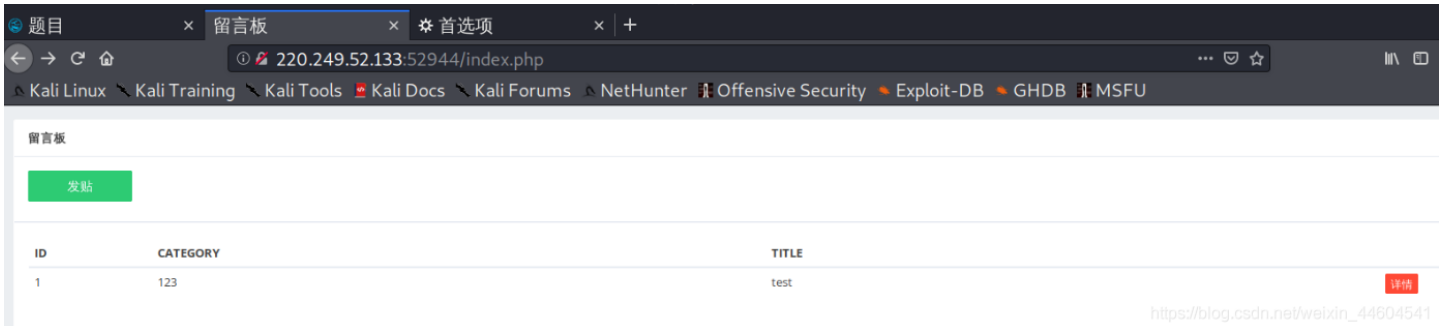 题目 × 留言板 × 首选项 × +
220.249.52.133:52944/index.php ...
Kali Linux Kali Training Kali Tools Kali Docs Kali Forums NetHunter Offensive Security Exploit-DB GHDB MSFU
留言板
发贴
ID CATEGORY TITLE
1 123 test 详情
https://blog.csdn.net/weixin_44604541